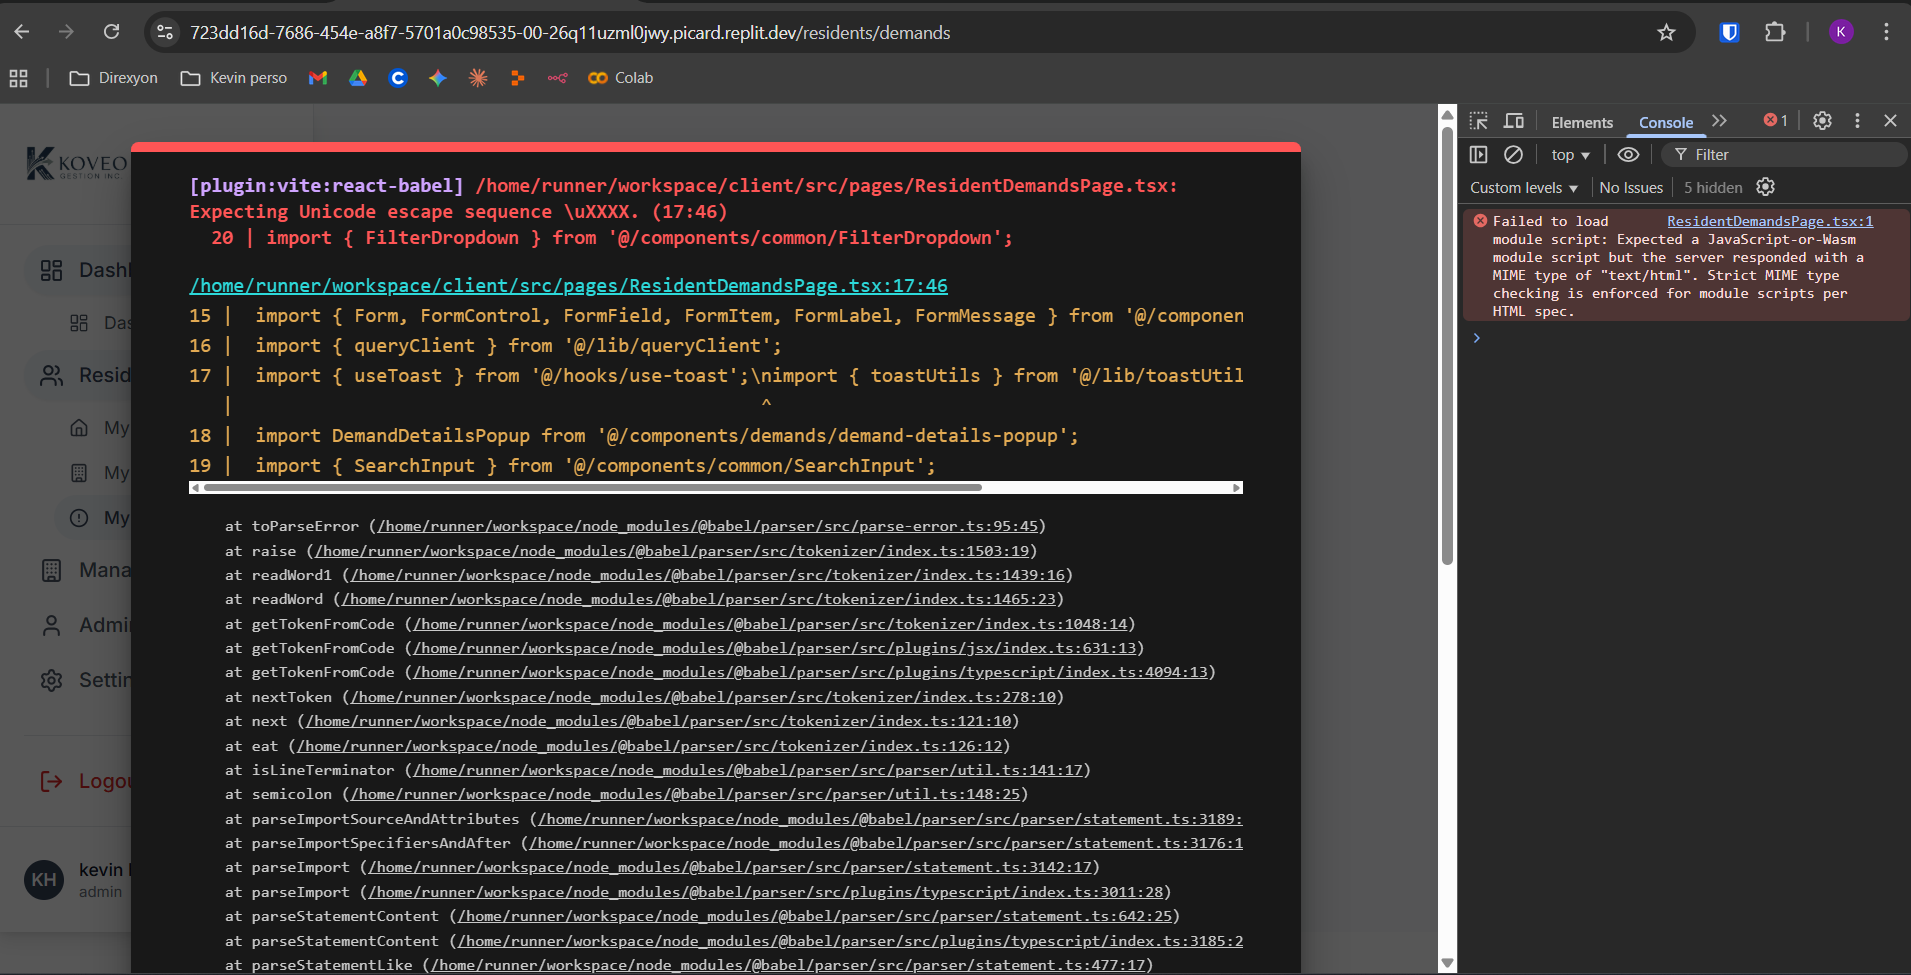 723dd16d-7686-454e-a8f7-5701a0c98535-00-26q11uzml0jwy.picard.replit.dev/residents/demands
K
Direxyon
Kevin perso
Colab
KOVEO
GESTION INC.
Dashl
Das
Resid
My
My
My
Mana
Admin
Settin
Logou
KH
kevin
admin
[plugin:vite:react-babel] /home/runner/workspace/client/src/pages/ResidentDemandsPage.tsx:
Expecting Unicode escape sequence \uXXXX. (17:46)
20 | import { FilterDropdown } from '@/components/common/FilterDropdown';
/home/runner/workspace/client/src/pages/ResidentDemandsPage.tsx:17:46
15 | import { Form, FormControl, FormField, FormItem, FormLabel, FormMessage } from '@/componen
16 | import { queryClient } from '@/lib/queryClient';
17 | import { useToast } from '@/hooks/use-toast';\nimport { toastUtils } from '@/lib/toastUtil
| ^
18 | import DemandDetailsPopup from '@/components/demands/demand-details-popup';
19 | import { SearchInput } from '@/components/common/SearchInput';
at toParseError (/home/runner/workspace/node_modules/@babel/parser/src/parse-error.ts:95:45)
at raise (/home/runner/workspace/node_modules/@babel/parser/src/tokenizer/index.ts:1503:19)
at readWord1 (/home/runner/workspace/node_modules/@babel/parser/src/tokenizer/index.ts:1439:16)
at readWord (/home/runner/workspace/node_modules/@babel/parser/src/tokenizer/index.ts:1465:23)
at getTokenFromCode (/home/runner/workspace/node_modules/@babel/parser/src/tokenizer/index.ts:1048:14)
at getTokenFromCode (/home/runner/workspace/node_modules/@babel/parser/src/plugins/jsx/index.ts:631:13)
at getTokenFromCode (/home/runner/workspace/node_modules/@babel/parser/src/plugins/typescript/index.ts:4094:13)
at nextToken (/home/runner/workspace/node_modules/@babel/parser/src/tokenizer/index.ts:278:10)
at next (/home/runner/workspace/node_modules/@babel/parser/src/tokenizer/index.ts:121:10)
at eat (/home/runner/workspace/node_modules/@babel/parser/src/tokenizer/index.ts:126:12)
at isLineTerminator (/home/runner/workspace/node_modules/@babel/parser/src/parser/util.ts:141:17)
at semicolon (/home/runner/workspace/node_modules/@babel/parser/src/parser/util.ts:148:25)
at parseImportSourceAndAttributes (/home/runner/workspace/node_modules/@babel/parser/src/parser/statement.ts:3189:
at parseImportSpecifiersAndAfter (/home/runner/workspace/node_modules/@babel/parser/src/parser/statement.ts:3176:1
at parseImport (/home/runner/workspace/node_modules/@babel/parser/src/parser/statement.ts:3142:17)
at parseImport (/home/runner/workspace/node_modules/@babel/parser/src/plugins/typescript/index.ts:3011:28)
at parseStatementContent (/home/runner/workspace/node_modules/@babel/parser/src/parser/statement.ts:642:25)
at parseStatementContent (/home/runner/workspace/node_modules/@babel/parser/src/plugins/typescript/index.ts:3185:2
at parseStatementLike (/home/runner/workspace/node_modules/@babel/parser/src/parser/statement.ts:477:17)
Elements
Console
1
top
Filter
Custom levels
No Issues
5 hidden
Failed to load ResidentDemandsPage.tsx:1
module script: Expected a JavaScript-or-Wasm
module script but the server responded with a
MIME type of "text/html". Strict MIME type
checking is enforced for module scripts per
HTML spec.